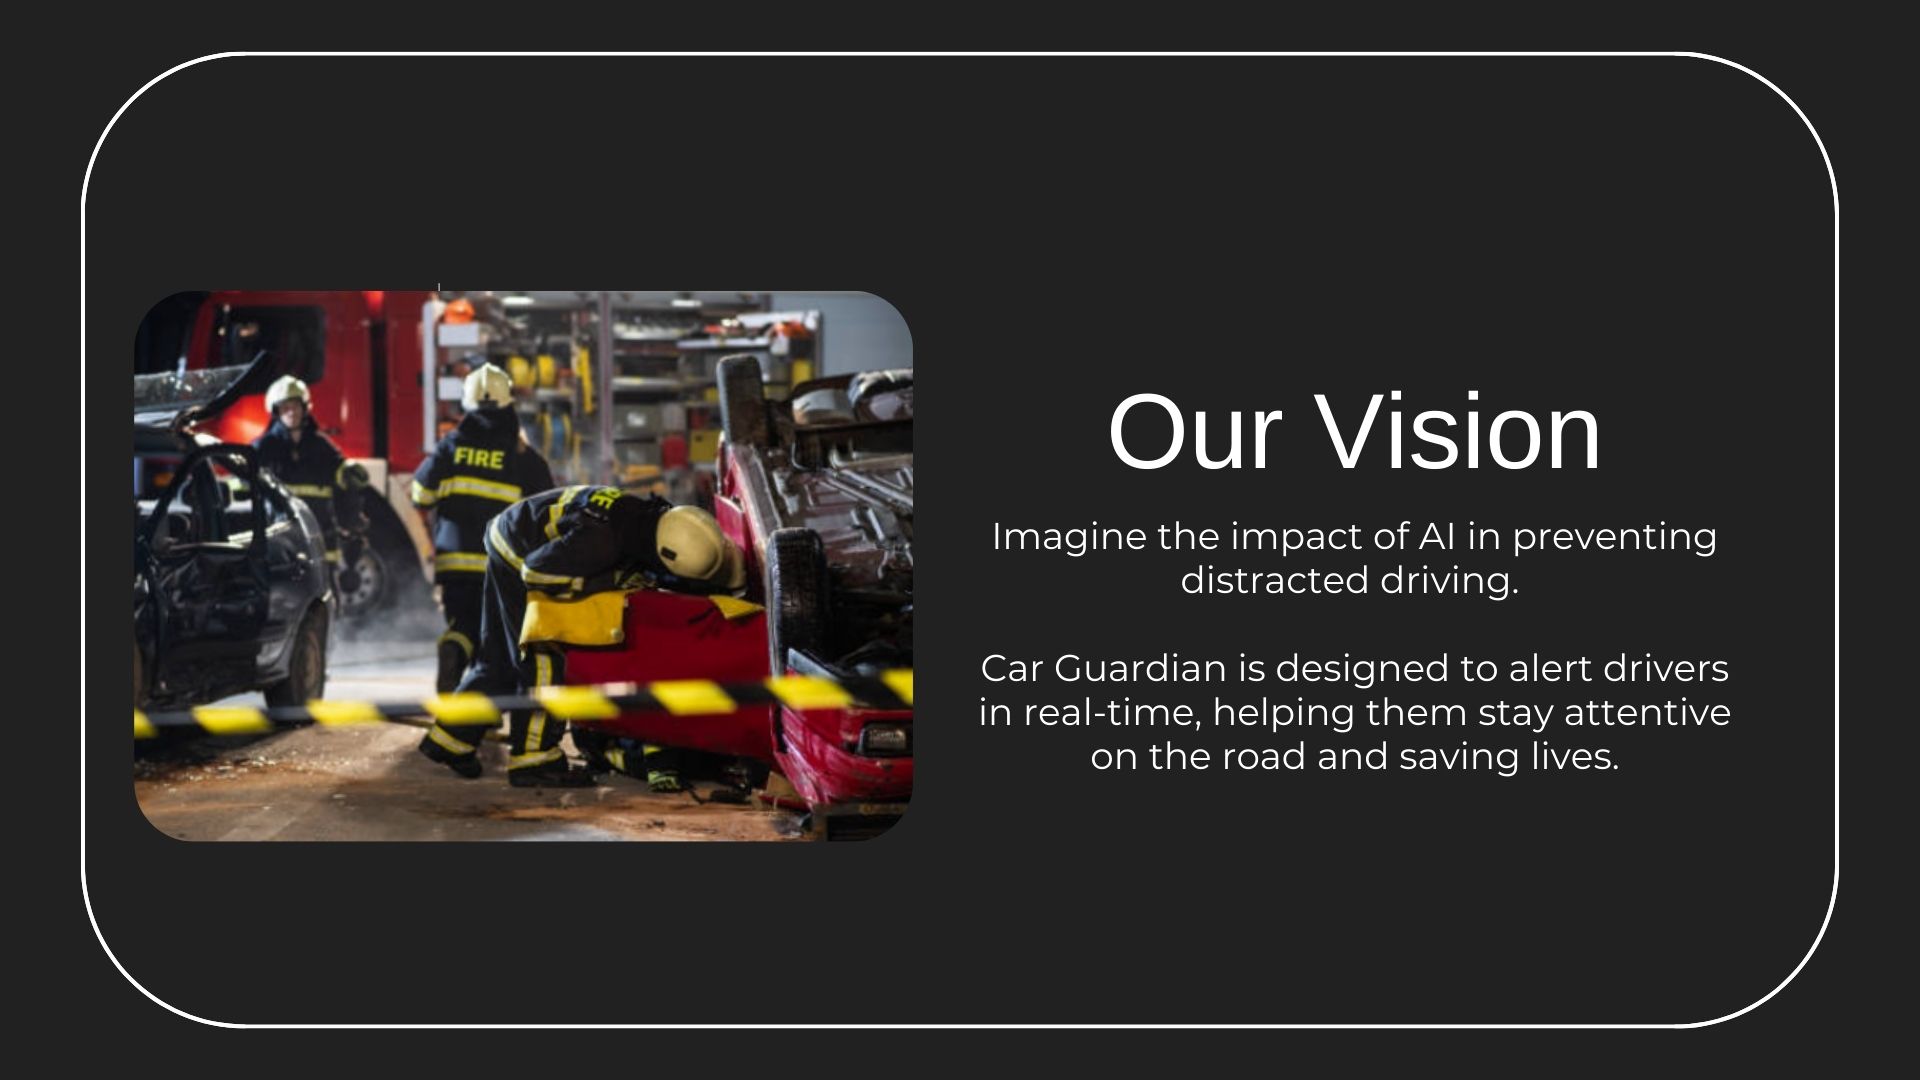 FIRE
Our Vision
Imagine the impact of AI in preventing
distracted driving.
Car Guardian is designed to alert drivers
in real-time, helping them stay attentive
on the road and saving lives.